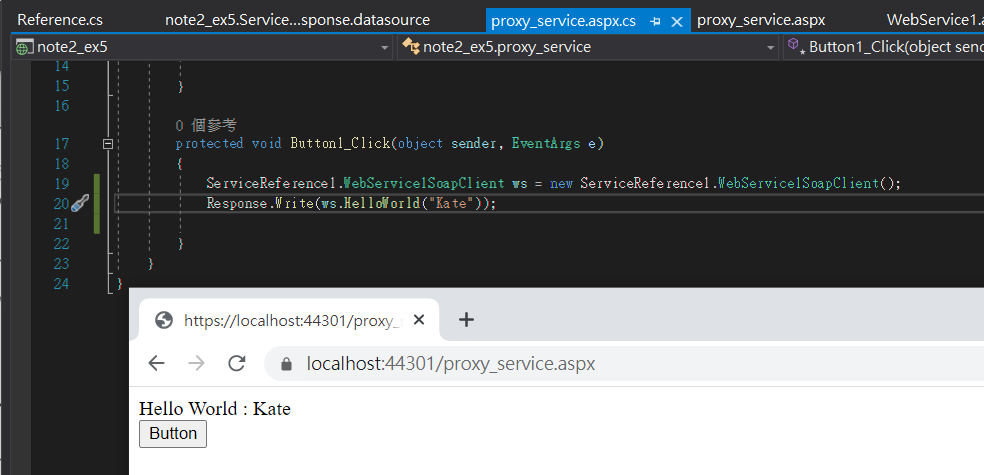 Reference.cs note2_ex5.Service...sponse.datasource proxy_service.aspx.cs proxy_service.aspx WebService1.a
note2_ex5 note2_ex5.proxy_service Button1_Click(object senc
14
15 }
16
0 個參考
17 protected void Button1_Click(object sender, EventArgs e)
18 {
19 ServiceReference1.WebService1SoapClient ws = new ServiceReference1.WebService1SoapClient();
20 Response.Write(ws.HelloWorld("Kate"));
21
22 }
23 }
24 }
https://localhost:44301/proxy_
localhost:44301/proxy_service.aspx
Hello World : Kate
Button